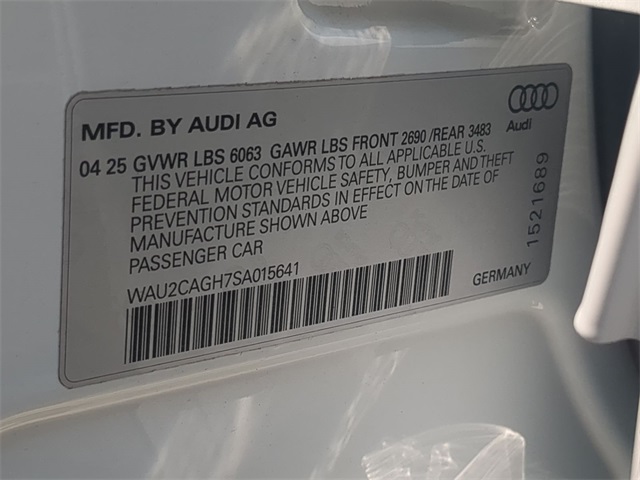 MFD. BY AUDI AG
Audi
04 25 GVWR LBS 6063 GAWR LBS FRONT 2690 /REAR 3483
THIS VEHICLE CONFORMS TO ALL APPLICABLE U.S.
FEDERAL MOTOR VEHICLE SAFETY, BUMPER AND THEFT
PREVENTION STANDARDS IN EFFECT ON THE DATE OF
MANUFACTURE SHOWN ABOVE
PASSENGER CAR
WAU2CAGH7SA015641
GERMANY
1521689